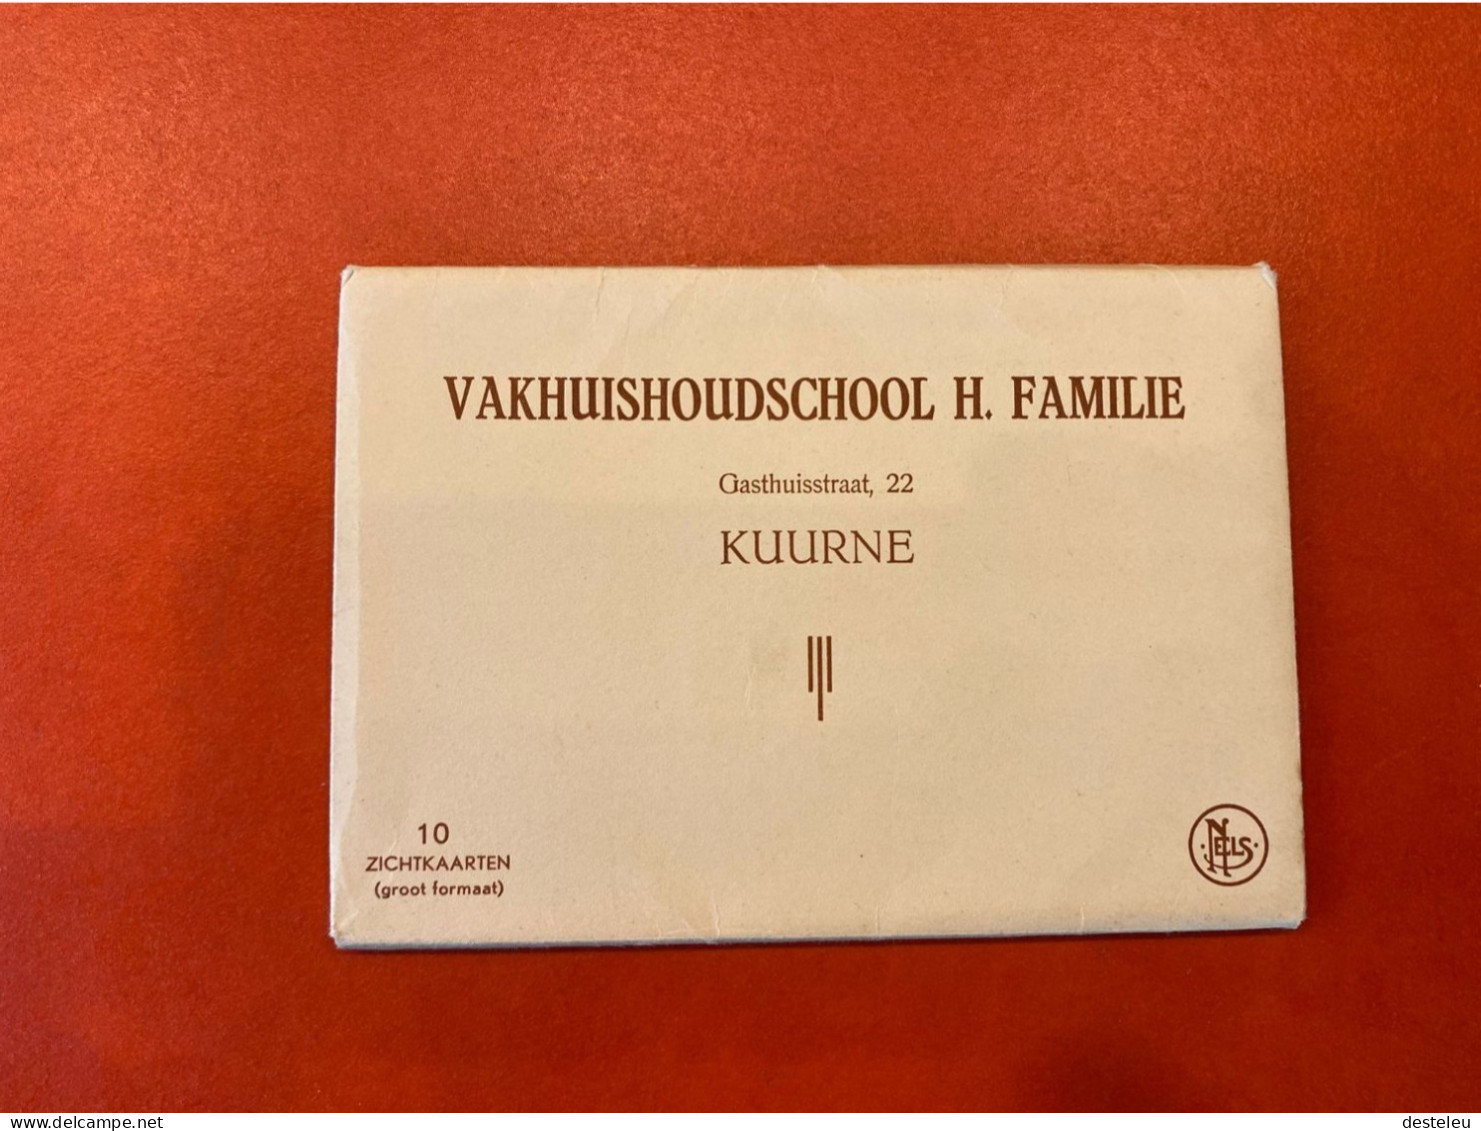 VAKHUISHOUDSCHOOL H. FAMILIE
Gasthuisstraat, 22
KUURNE
10
ZICHTKAARTEN
(groot formaat)
NELS
www.delcampe.net
desteleu